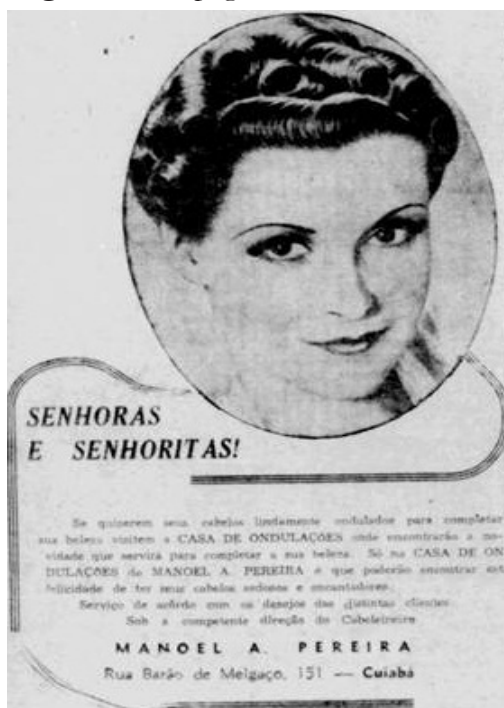 SENHORAS
E SENHORITAS!
Se quizerem seus cabelos lindamente ondulados para completar
sua beleza visitem a CASA DE ONDULAÇÕES onde encontrarão a no-
vidade que servirá para completar a sua beleza. Só na CASA DE ON
DULAÇÕES de MANOEL A. PEREIRA é que poderão encontrar est
felicidade de ter seus cabelos sedosos e encantadores.
Serviço de acôrdo com os desejos das distintas clientes.
Sob a competente direção do Cabeleireiro
MANOEL A. PEREIRA
Rua Barão de Melgaço, 151 — Cuiabá